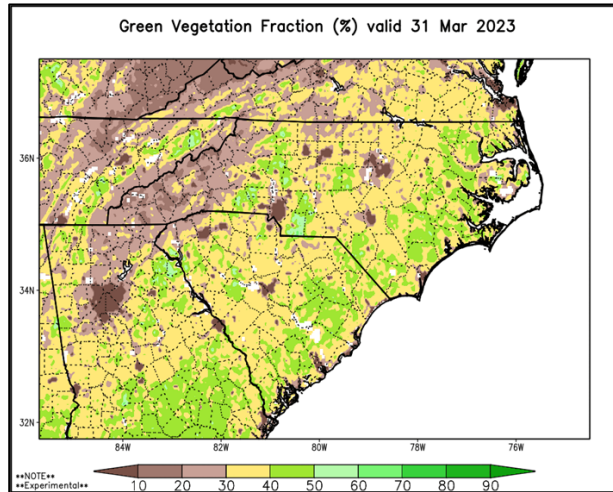 Green Vegetation Fraction (%) valid 31 Mar 2023
36N
34N
32N
84W 82W 80W 78W 76W
**NOTE**
**Experimental**
10 20 30 40 50 60 70 80 90